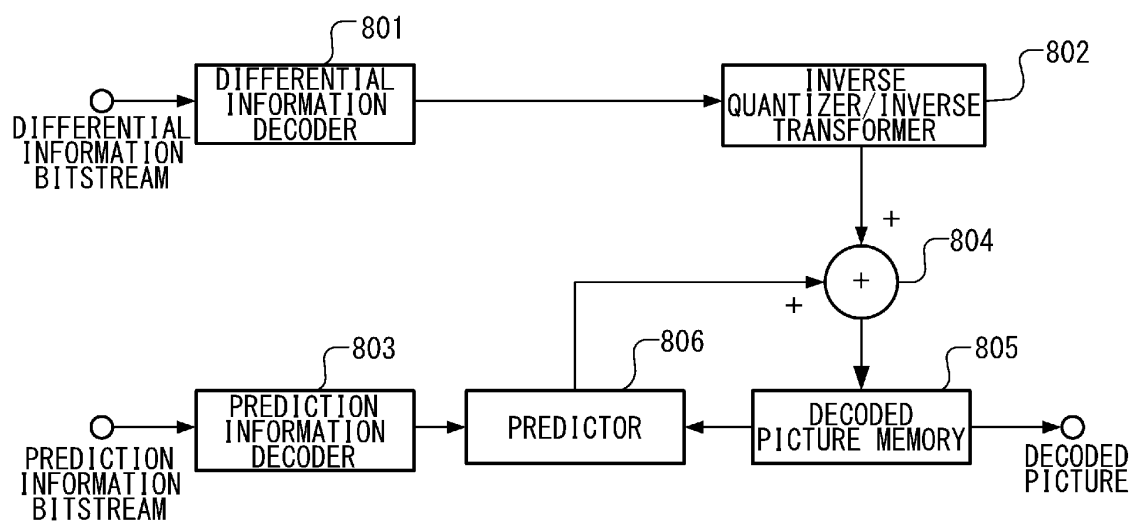 801
DIFFERENTIAL
INFORMATION
DECODER
DIFFERENTIAL
INFORMATION
BITSTREAM
802
INVERSE
QUANTIZER/INVERSE
TRANSFORMER
+
804
+
+
803
PREDICTION
INFORMATION
DECODER
PREDICTION
INFORMATION
BITSTREAM
806
PREDICTOR
805
DECODED
PICTURE MEMORY
DECODED
PICTURE